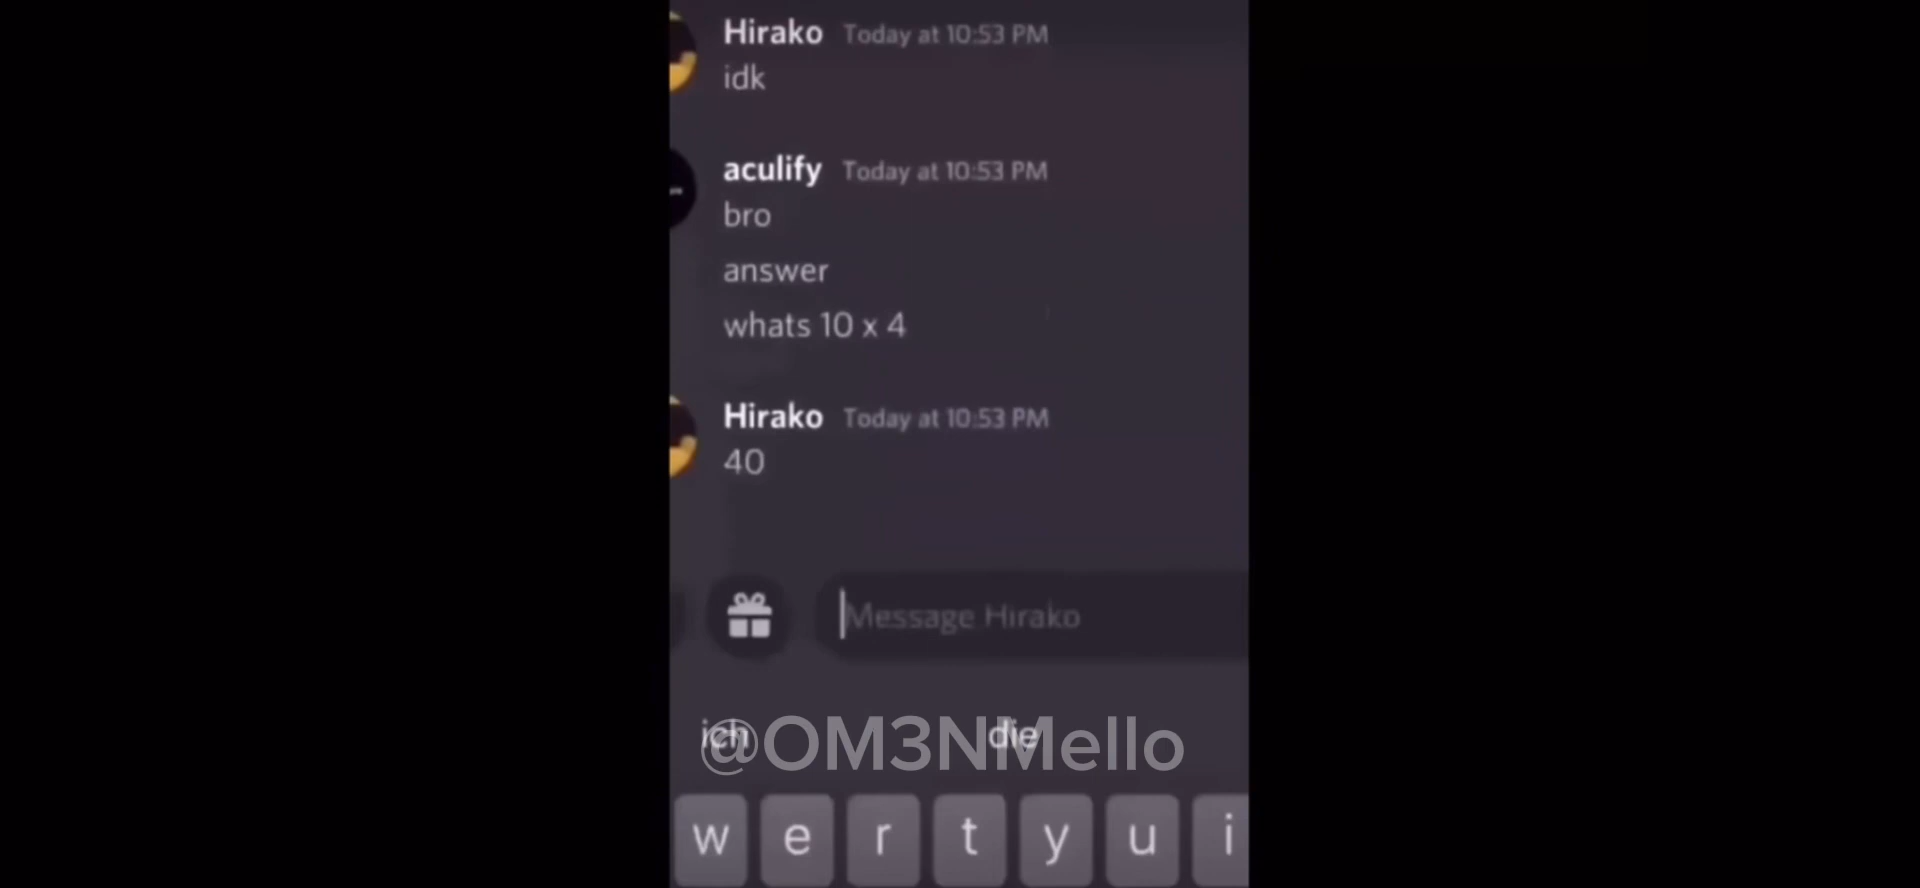 Hirako Today at 10:53 PM
idk
aculify Today at 10:53 PM
bro
answer
whats 10 x 4
Hirako Today at 10:53 PM
40
Message Hirako
ich die
@OM3NMello
w e r t y u i